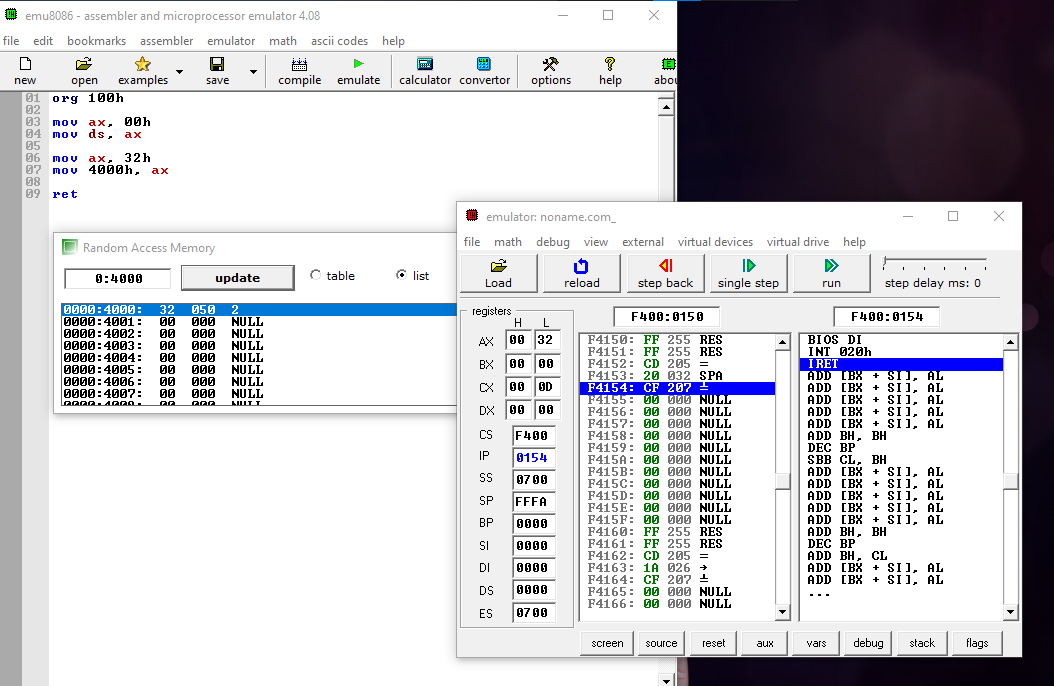 emu8086 - assembler and microprocessor emulator 4.08
file edit bookmarks assembler emulator math ascii codes help
new open examples save compile emulate calculator convertor options help abou
01 org 100h
02
03 mov ax, 00h
04 mov ds, ax
05
06 mov ax, 32h
07 mov 4000h, ax
08
09 ret
Random Access Memory
0:4000 update table list
0000:4000: 32 050 2
0000:4001: 00 000 NULL
0000:4002: 00 000 NULL
0000:4003: 00 000 NULL
0000:4004: 00 000 NULL
0000:4005: 00 000 NULL
0000:4006: 00 000 NULL
0000:4007: 00 000 NULL
emulator: noname.com_
file math debug view external virtual devices virtual drive help
Load reload step back single step run step delay ms: 0
registers
H L
AX 00 32
BX 00 00
CX 00 0D
DX 00 00
CS F400
IP 0154
SS 0700
SP FFFA
BP 0000
SI 0000
DI 0000
DS 0000
ES 0700
F400:0150
F4150: FF 255 RES
F4151: FF 255 RES
F4152: CD 205 =
F4153: 20 032 SPA
F4154: CF 207 ╧
F4155: 00 000 NULL
F4156: 00 000 NULL
F4157: 00 000 NULL
F4158: 00 000 NULL
F4159: 00 000 NULL
F415A: 00 000 NULL
F415B: 00 000 NULL
F415C: 00 000 NULL
F415D: 00 000 NULL
F415E: 00 000 NULL
F415F: 00 000 NULL
F4160: FF 255 RES
F4161: FF 255 RES
F4162: CD 205 =
F4163: 1A 026 →
F4164: CF 207 ╧
F4165: 00 000 NULL
F4166: 00 000 NULL
F400:0154
BIOS DI
INT 020h
IRET
ADD [BX + SI], AL
ADD [BX + SI], AL
ADD [BX + SI], AL
ADD [BX + SI], AL
ADD [BX + SI], AL
ADD BH, BH
DEC BP
SBB CL, BH
ADD [BX + SI], AL
ADD [BX + SI], AL
ADD [BX + SI], AL
ADD [BX + SI], AL
ADD [BX + SI], AL
ADD BH, BH
DEC BP
ADD BH, CL
ADD [BX + SI], AL
ADD [BX + SI], AL
...
screen source reset aux vars debug stack flags